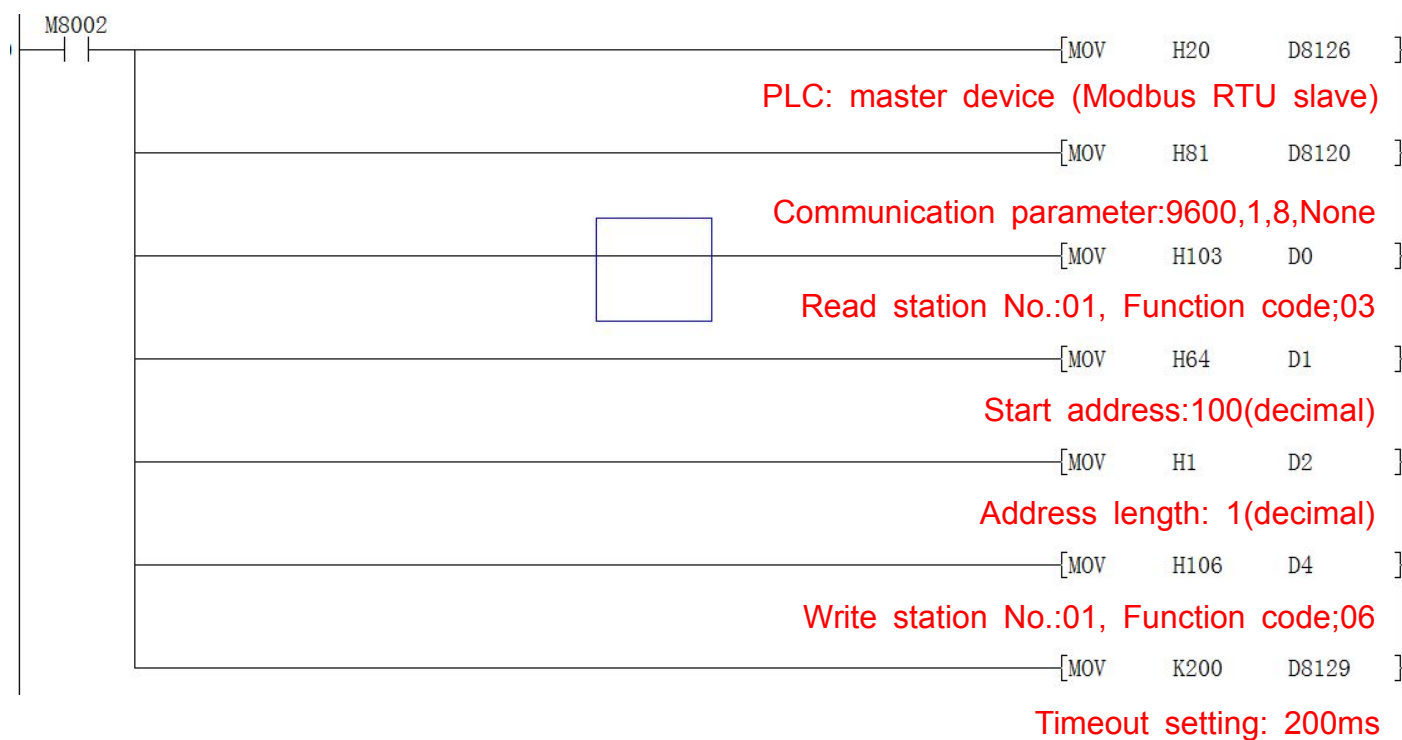 M8002
[MOV H20 D8126 ]
PLC: master device (Modbus RTU slave)
[MOV H81 D8120 ]
Communication parameter:9600,1,8,None
[MOV H103 D0 ]
Read station No.:01, Function code;03
[MOV H64 D1 ]
Start address:100(decimal)
[MOV H1 D2 ]
Address length: 1(decimal)
[MOV H106 D4 ]
Write station No.:01, Function code;06
[MOV K200 D8129 ]
Timeout setting: 200ms